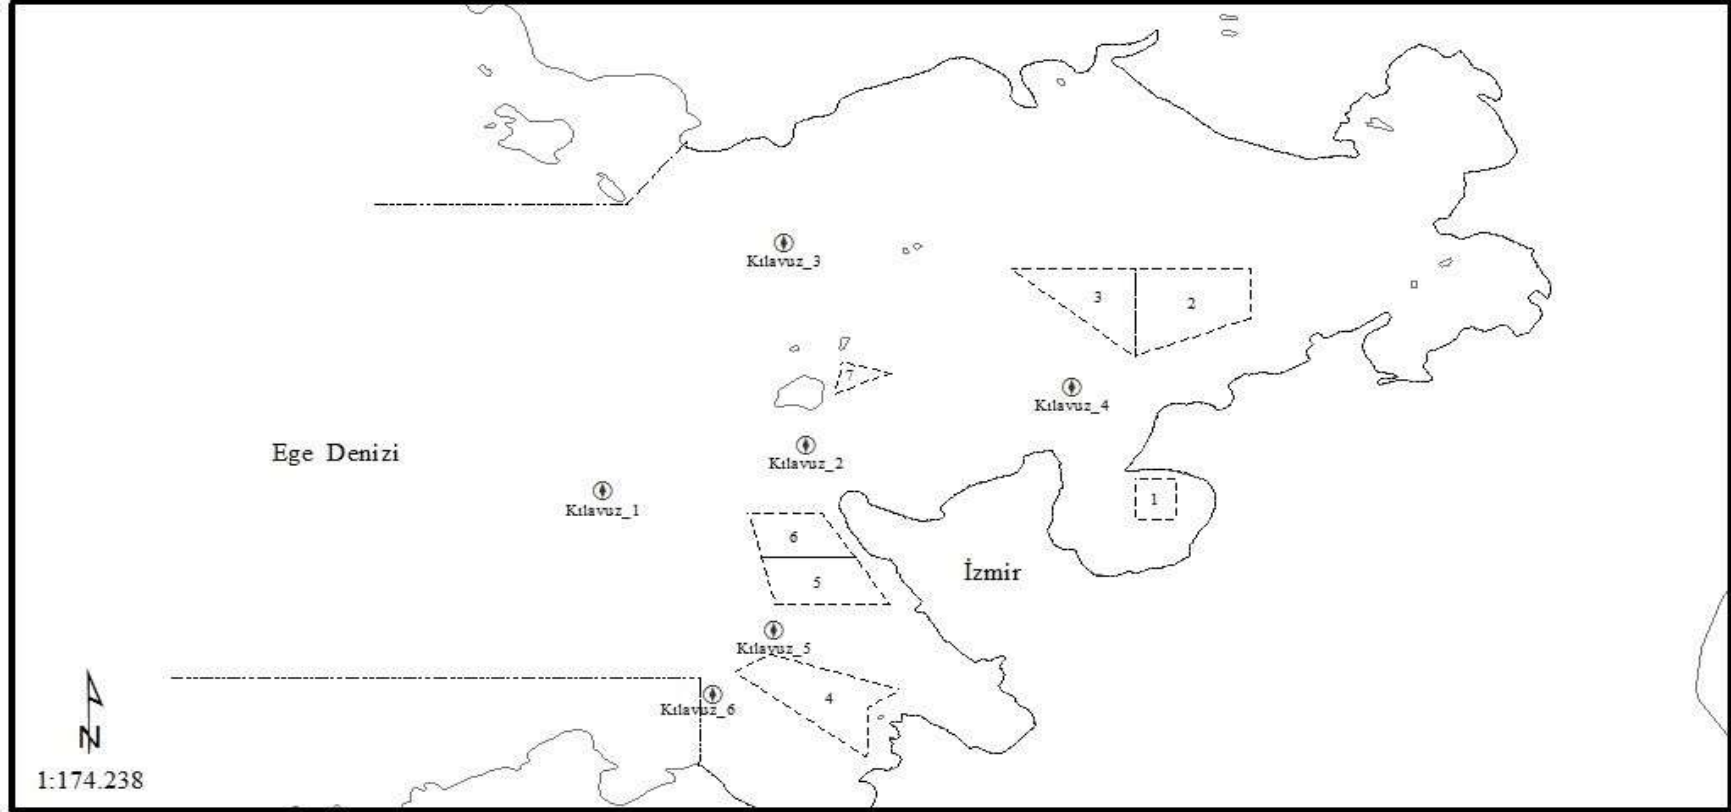 Kılavuz_3
3
2
7
Kılavuz_4
Ege Denizi
Kılavuz_2
Kılavuz_1
1
6
İzmir
5
Kılavuz_5
4
Kılavuz_6
N
1:174.238